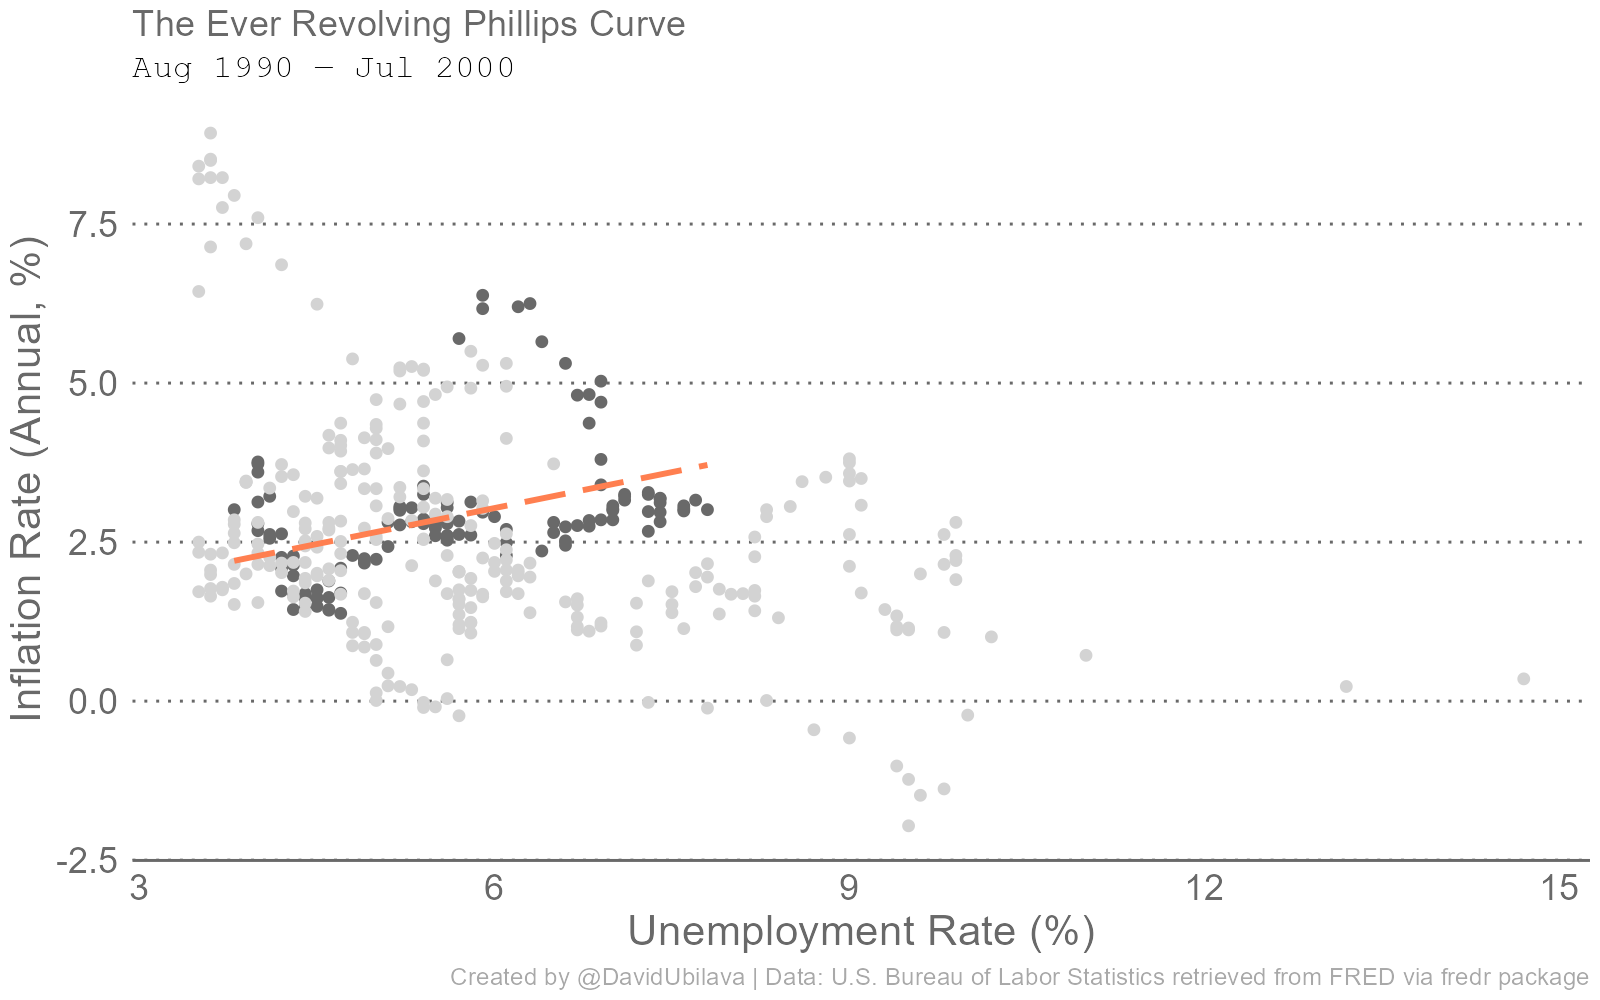 The Ever Revolving Phillips Curve
Aug 1990 — Jul 2000
Inflation Rate (Annual, %)
7.5
5.0
2.5
0.0
-2.5
3 6 9 12 15
Unemployment Rate (%)
Created by @DavidUbilava | Data: U.S. Bureau of Labor Statistics retrieved from FRED via fredr package